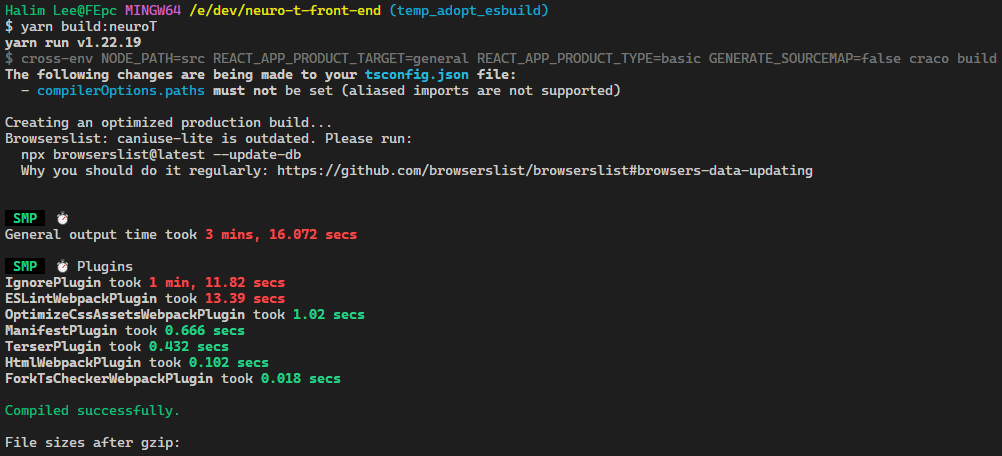 Halim Lee@FEpc MINGW64 /e/dev/neuro-t-front-end (temp_adopt_esbuild)
$ yarn build:neuroT
yarn run v1.22.19
$ cross-env NODE_PATH=src REACT_APP_PRODUCT_TARGET=general REACT_APP_PRODUCT_TYPE=basic GENERATE_SOURCEMAP=false craco build
The following changes are being made to your tsconfig.json file:
  - compilerOptions.paths must not be set (aliased imports are not supported)
Creating an optimized production build...
Browserslist: caniuse-lite is outdated. Please run:
  npx browserslist@latest --update-db
  Why you should do it regularly: https://github.com/browserslist/browserslist#browsers-data-updating
SMP ⏱
General output time took 3 mins, 16.072 secs
SMP ⏱ Plugins
IgnorePlugin took 1 min, 11.82 secs
ESLintWebpackPlugin took 13.39 secs
OptimizeCssAssetsWebpackPlugin took 1.02 secs
ManifestPlugin took 0.666 secs
TerserPlugin took 0.432 secs
HtmlWebpackPlugin took 0.102 secs
ForkTsCheckerWebpackPlugin took 0.018 secs
Compiled successfully.
File sizes after gzip: